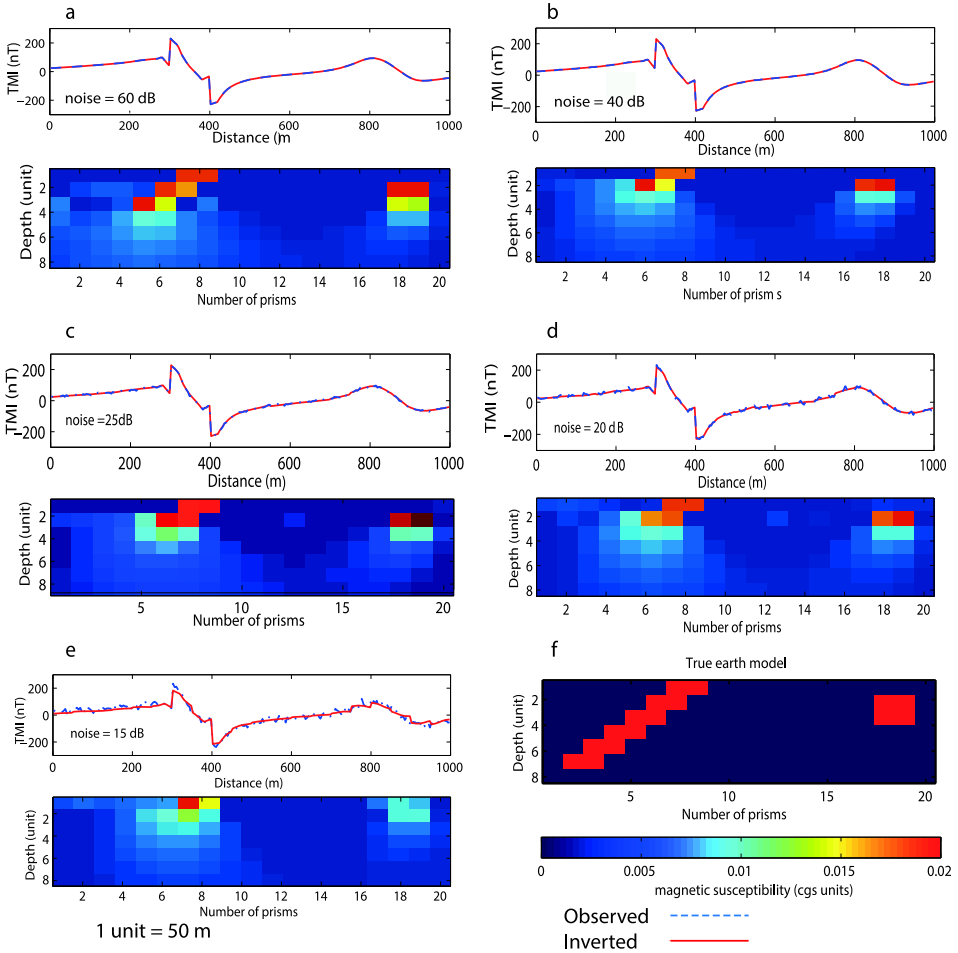 a
TMI (nT)
200
0
−200
noise = 60 dB
0 200 400 600 800 1000
Distance (m
Depth (unit)
2
4
6
8
2 4 6 8 10 12 14 16 18 20
Number of prisms
b
TMI (nT)
200
0
−200
noise = 40 dB
0 200 400 600 800 1000
Distance (m)
Depth (unit)
2
4
6
8
2 4 6 8 10 12 14 16 18 20
Number of prism s
c
TMI (nT)
200
0
−200
noise =25dB
0 200 400 600 800 1000
Distance (m)
Depth (unit)
2
4
6
8
5 10 15 20
Number of prisms
d
TMI (nT)
200
0
−200
noise = 20 dB
0 200 400 600 800 1000
Distance (m)
Depth (unit)
2
4
6
8
2 4 6 8 10 12 14 16 18 20
Number of prisms
e
TMI (nT)
200
0
−200
noise = 15 dB
0 200 400 600 800 1000
Distance (m)
Depth (unit)
2
4
6
8
2 4 6 8 10 12 14 16 18 20
Number of prisms
1 unit = 50 m
f
True earth model
Depth (unit)
2
4
6
8
5 10 15 20
Number of prisms
0 0.005 0.01 0.015 0.02
magnetic susceptibility (cgs units)
Observed
Inverted